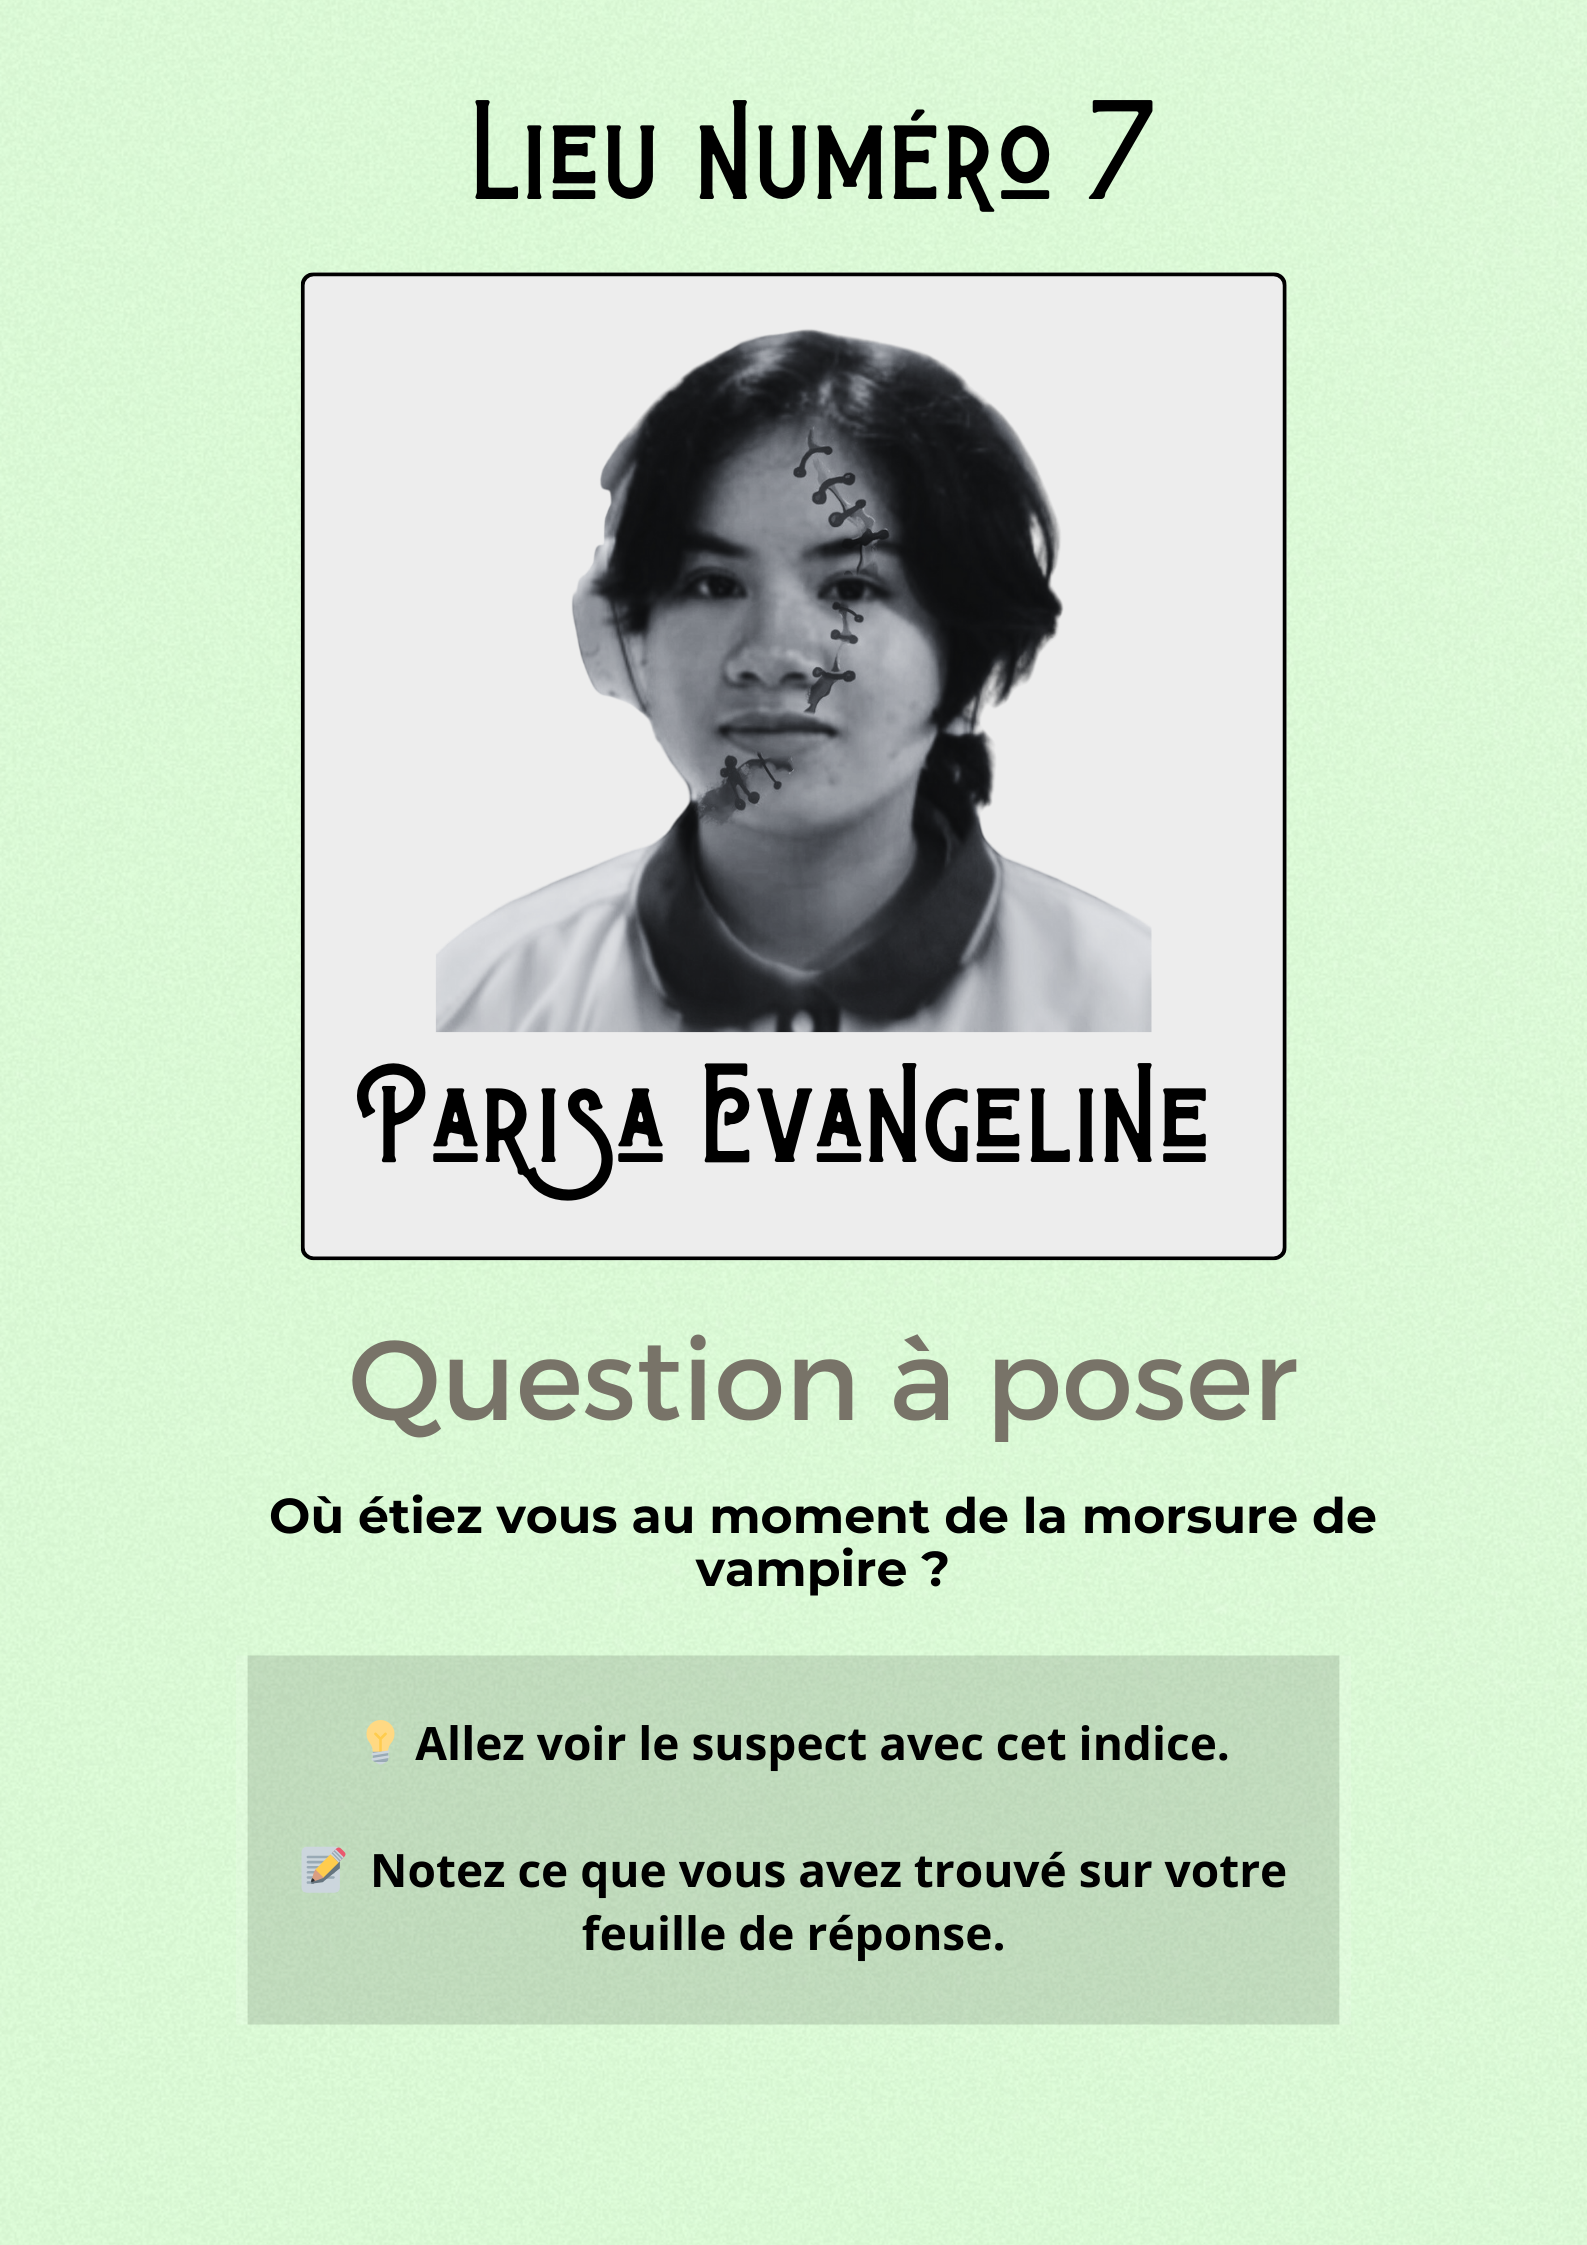 Lieu numéro 7
Parisa Evangeline
Question à poser
Où étiez vous au moment de la morsure de
vampire ?
💡 Allez voir le suspect avec cet indice.
📝 Notez ce que vous avez trouvé sur votre
feuille de réponse.